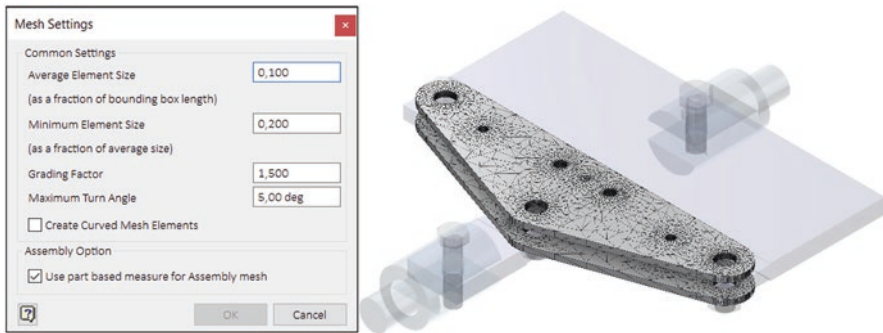 Mesh Settings
Common Settings
Average Element Size 0,100
(as a fraction of bounding box length)
Minimum Element Size 0,200
(as a fraction of average size)
Grading Factor 1,500
Maximum Turn Angle 5,00 deg
Create Curved Mesh Elements
Assembly Option
Use part based measure for Assembly mesh
OK Cancel